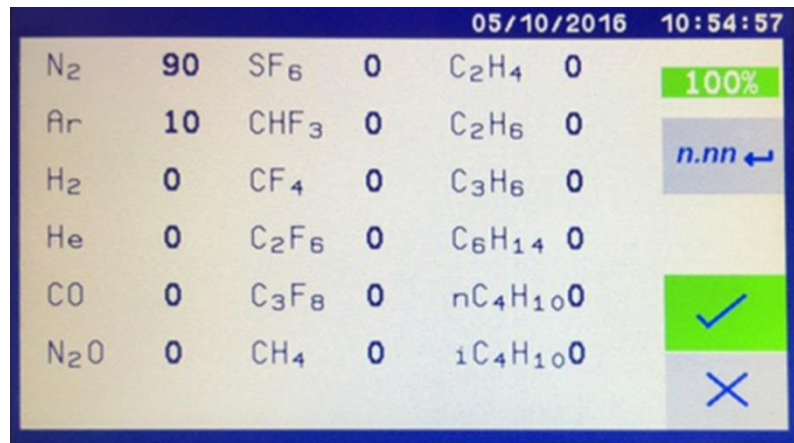 05/10/2016 10:54:57
N₂ 90 SF₆ 0 C₂H₄ 0
100%
Ar 10 CHF₃ 0 C₂H₆ 0
n.nn
H₂ 0 CF₄ 0 C₃H₆ 0
He 0 C₂F₆ 0 C₆H₁₄ 0
CO 0 C₃F₈ 0 nC₄H₁₀ 0
N₂O 0 CH₄ 0 iC₄H₁₀ 0